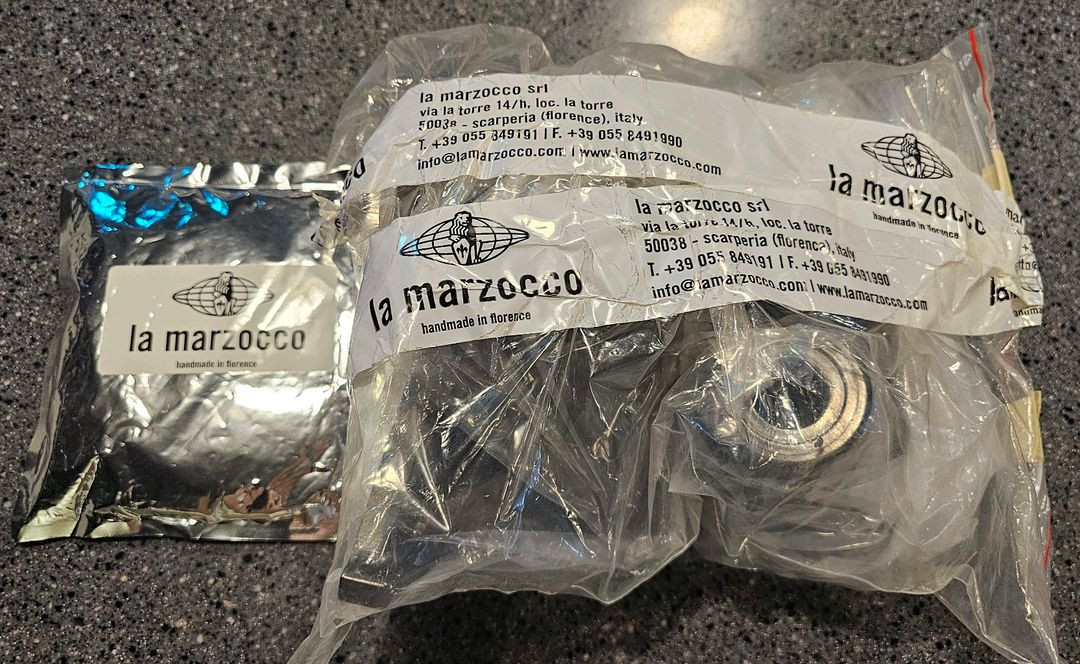 la marzocco
handmade in florence
la marzocco srl
via la torre 14/h, loc. la torre
50038 - scarperia (florence), italy
T. +39 055 849191 | F. +39 055 8491990
info@lamarzocco.com | www.lamarzocco.com
la marzocco
handmade in florence
la marzocco
handmade in florence
la marzocco srl
via la torre 14/h, loc. la torre
50038 - scarperia (florence), italy
T. +39 055 849191 | F. +39 055 8491990
info@lamarzocco.com | www.lamarzocco.com